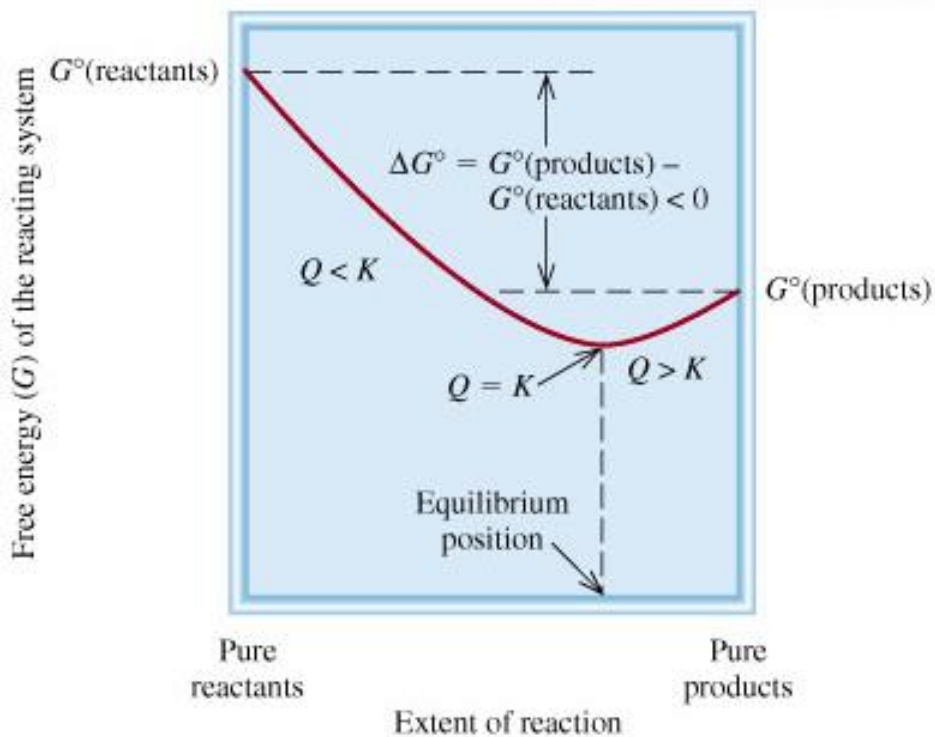 Free energy (G) of the reacting system
G°(reactants)
ΔG° = G°(products) –
G°(reactants) < 0
Q < K
G°(products)
Q = K
Q > K
Equilibrium
position
Pure
reactants
Pure
products
Extent of reaction